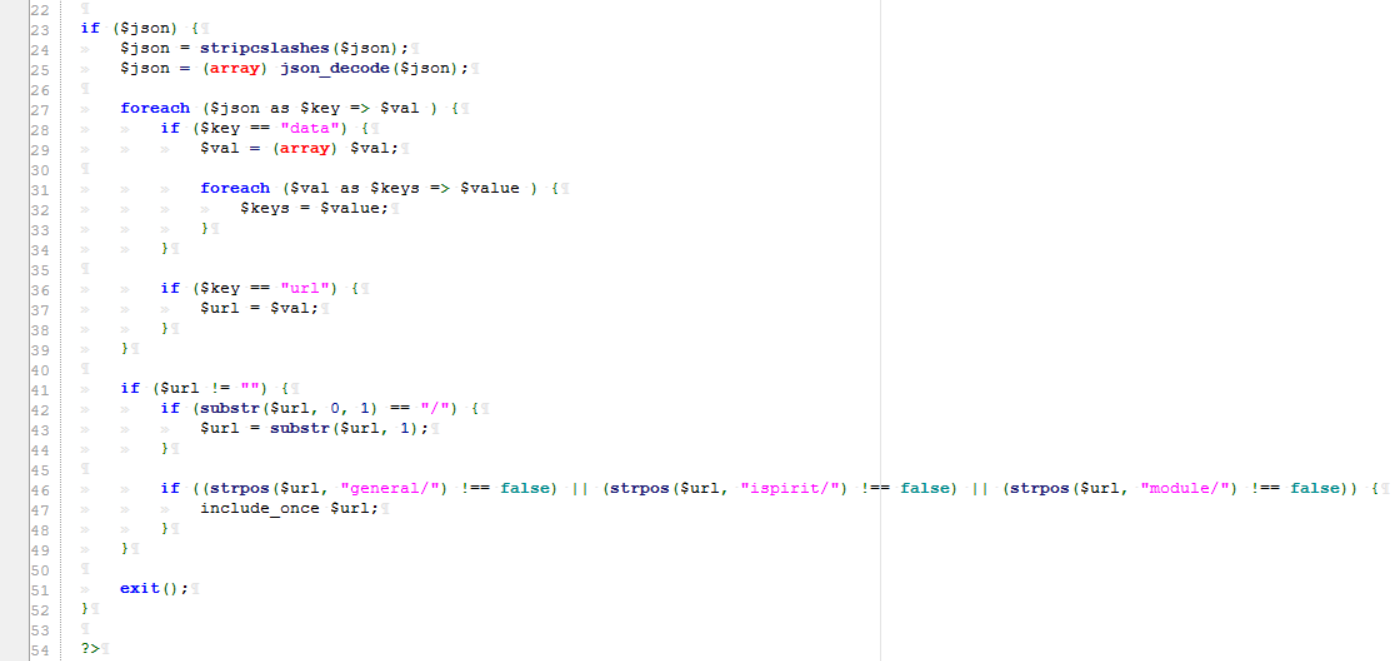 22
23 if ($json) {
24 $json = stripcslashes($json);
25 $json = (array) json_decode($json);
26
27 foreach ($json as $key => $val ) {
28 if ($key == "data") {
29 $val = (array) $val;
30
31 foreach ($val as $keys => $value ) {
32 $keys = $value;
33 }
34 }
35
36 if ($key == "url") {
37 $url = $val;
38 }
39 }
40
41 if ($url != "") {
42 if (substr($url, 0, 1) == "/") {
43 $url = substr($url, 1);
44 }
45
46 if ((strpos($url, "general/") !== false) || (strpos($url, "ispirit/") !== false) || (strpos($url, "module/") !== false)) {
47 include_once $url;
48 }
49 }
50
51 exit();
52 }
53
54 ?>